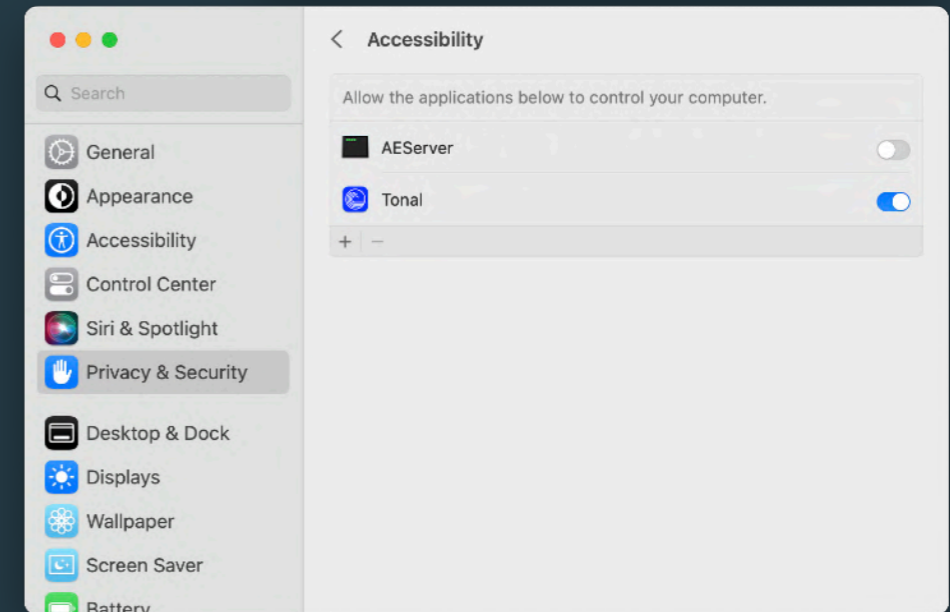 Accessibility
Search
Allow the applications below to control your computer.
AEServer
Tonal
General
Appearance
Accessibility
Control Center
Siri & Spotlight
Privacy & Security
Desktop & Dock
Displays
Wallpaper
Screen Saver
Battery